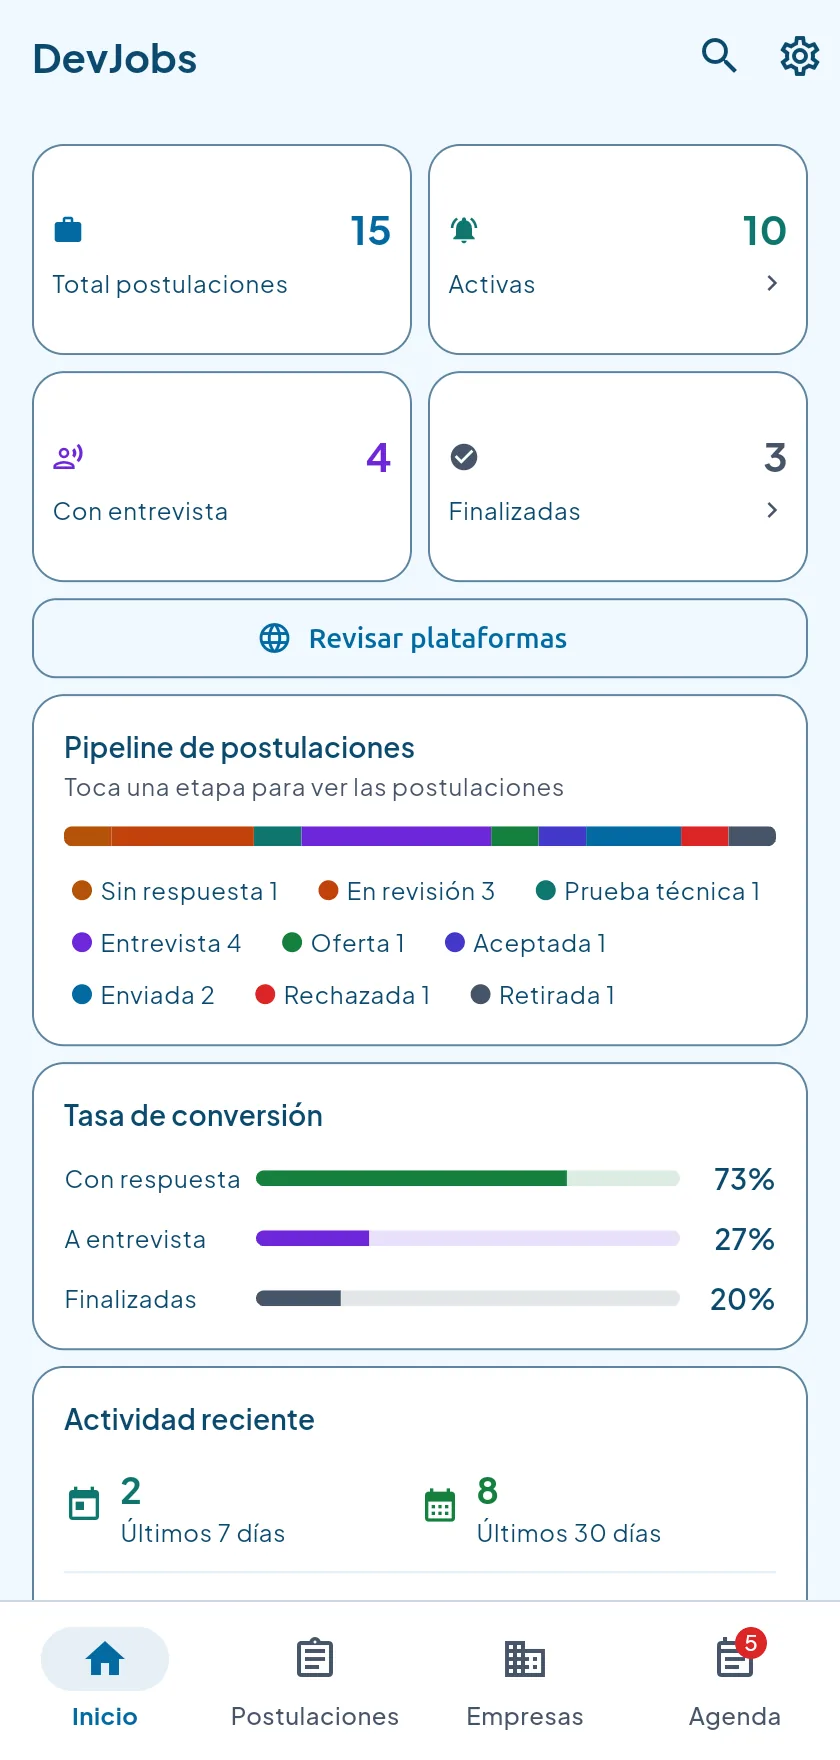 DevJobs
15
Total postulaciones
10
Activas
4
Con entrevista
3
Finalizadas
Revisar plataformas
Pipeline de postulaciones
Toca una etapa para ver las postulaciones
Sin respuesta 1 En revisión 3 Prueba técnica 1
Entrevista 4 Oferta 1 Aceptada 1
Enviada 2 Rechazada 1 Retirada 1
Tasa de conversión
Con respuesta 73%
A entrevista 27%
Finalizadas 20%
Actividad reciente
2
Últimos 7 días
8
Últimos 30 días
Inicio
Postulaciones
Empresas
5
Agenda